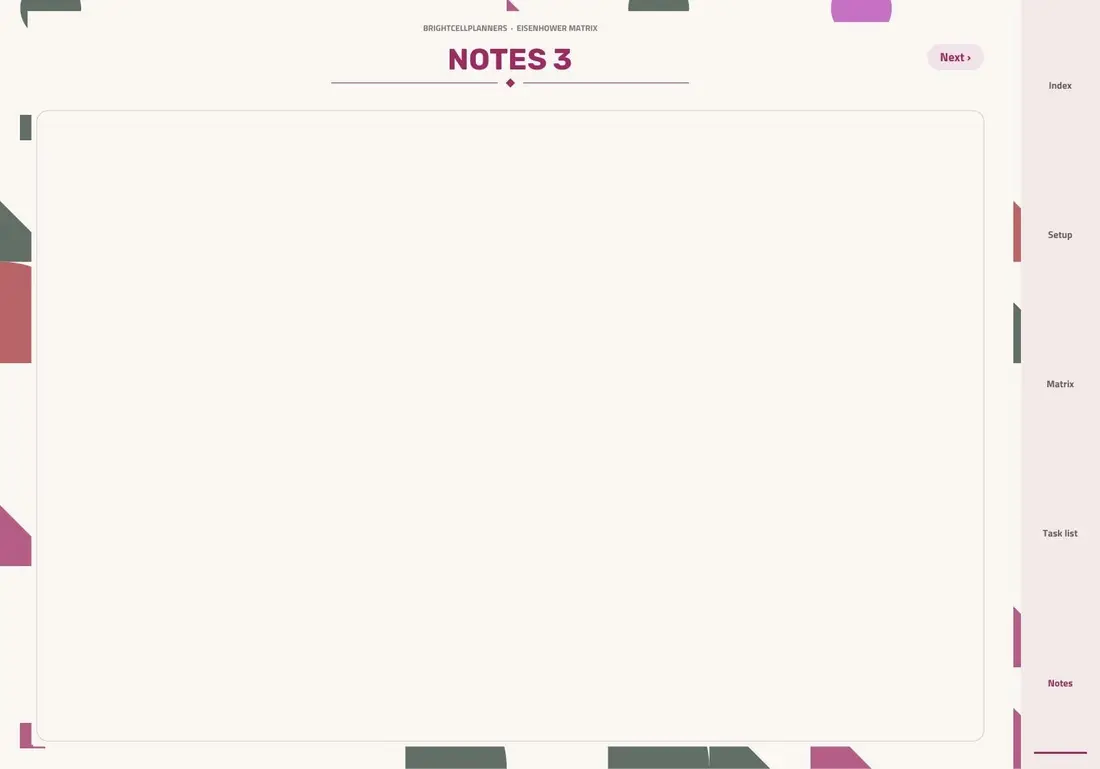 BRIGHTCELLPLANNERS · EISENHOWER MATRIX
NOTES 3
Next ›
Index
Setup
Matrix
Task list
Notes